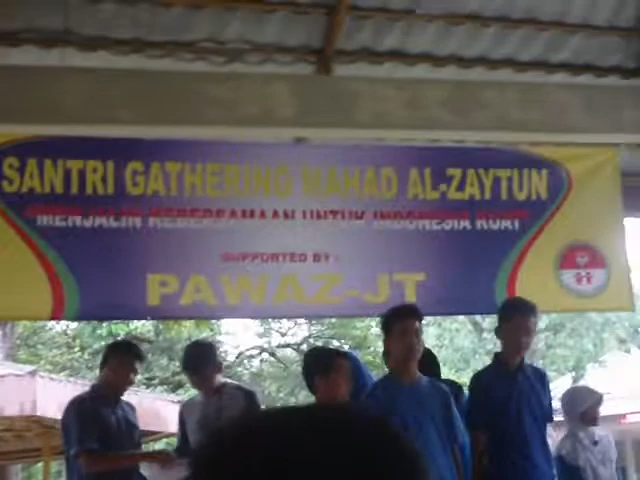 SANTRI GATHERING MAHAD AL-ZAYTUN
"MENJALIN KEBERSAMAAN UNTUK INDONESIA KUAT"
SUPPORTED BY :
PAWAZ-JT